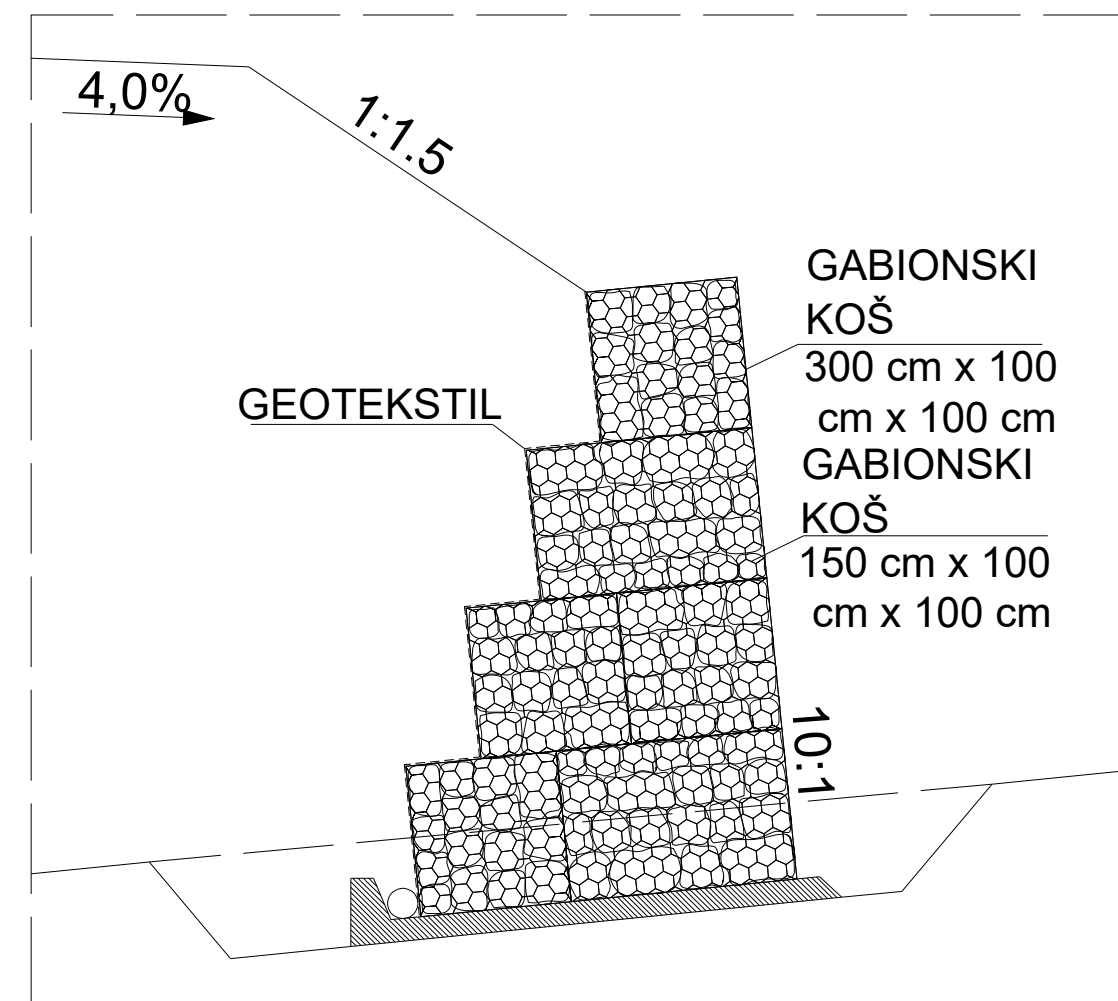 4,0%
1:1.5
GABIONSKI
KOŠ
300 cm x 100
cm x 100 cm
GEOTEKSTIL
GABIONSKI
KOŠ
150 cm x 100
cm x 100 cm
10:1